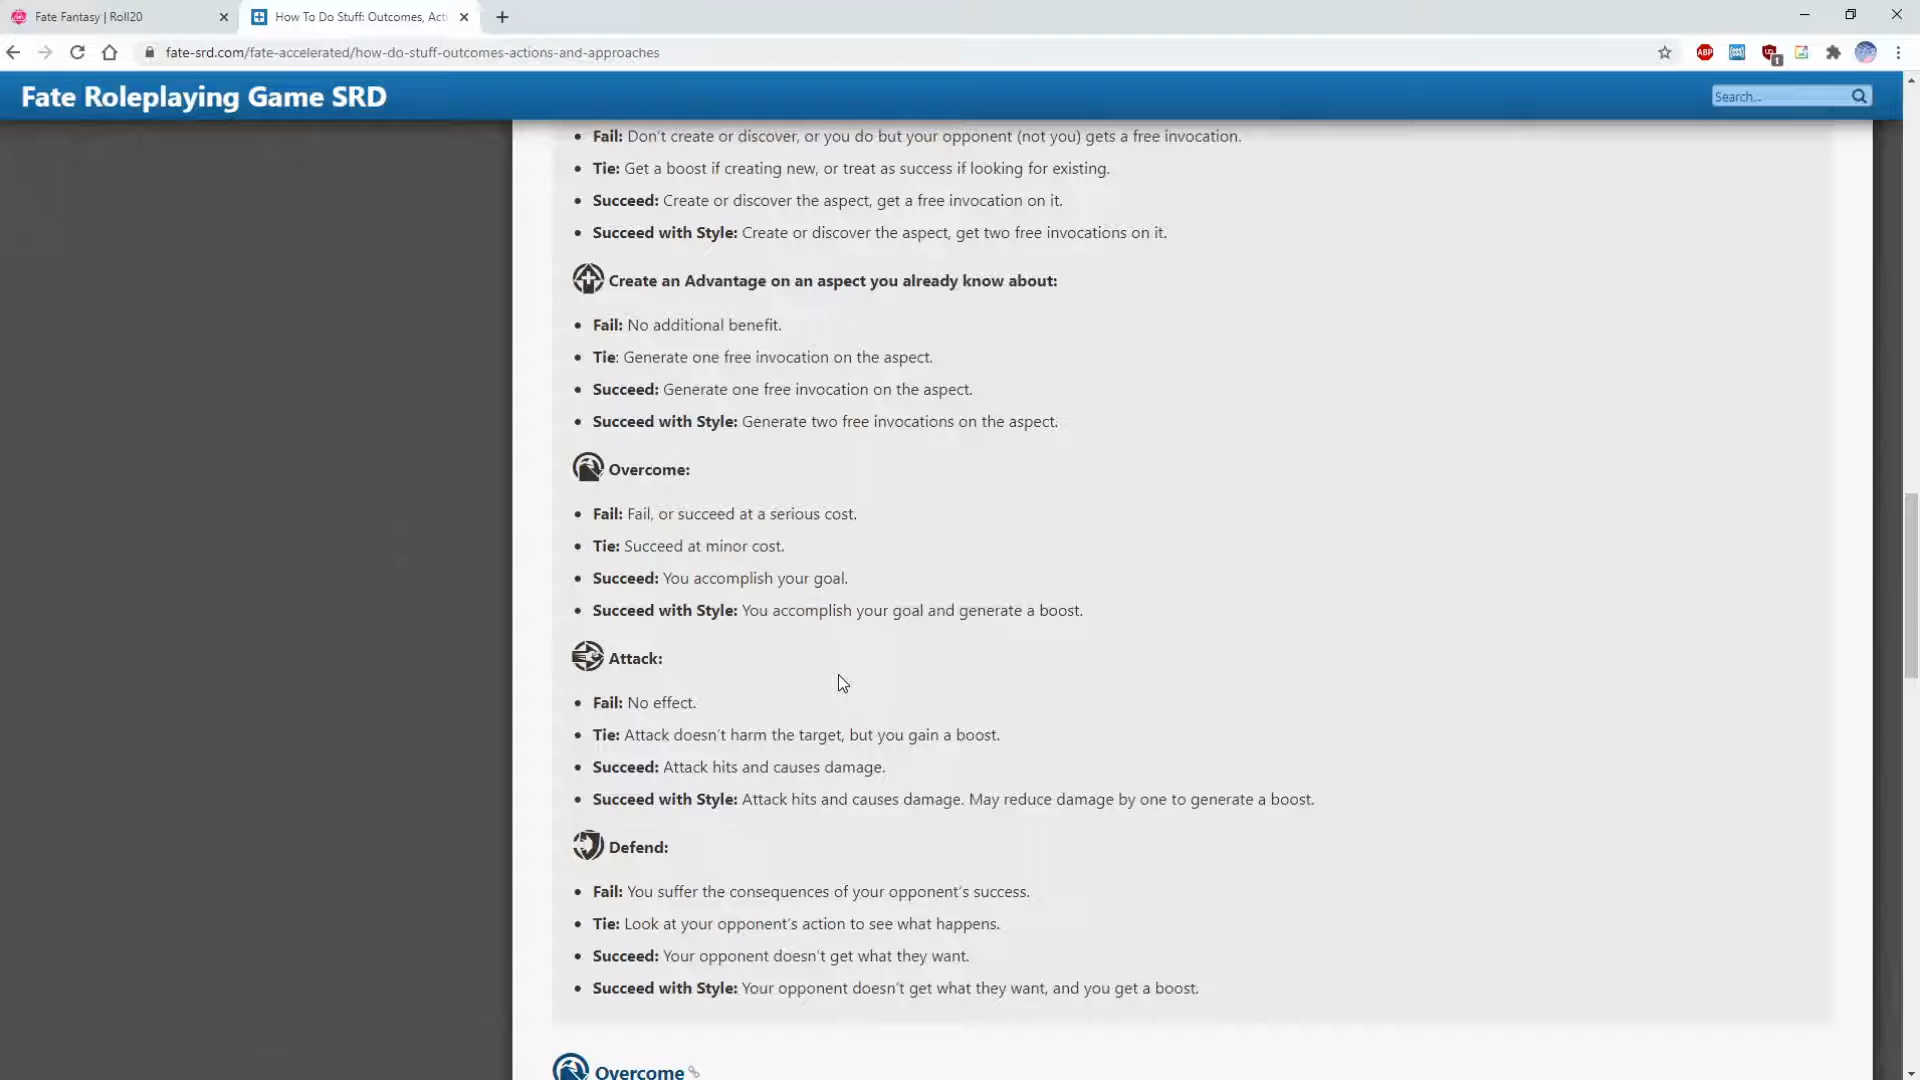 Fate Fantasy | Roll20
How To Do Stuff: Outcomes, Acti
fate-srd.com/fate-accelerated/how-do-stuff-outcomes-actions-and-approaches
ABP
1
Fate Roleplaying Game SRD
Search...
• Fail: Don't create or discover, or you do but your opponent (not you) gets a free invocation.
• Tie: Get a boost if creating new, or treat as success if looking for existing.
• Succeed: Create or discover the aspect, get a free invocation on it.
• Succeed with Style: Create or discover the aspect, get two free invocations on it.
Create an Advantage on an aspect you already know about:
• Fail: No additional benefit.
• Tie: Generate one free invocation on the aspect.
• Succeed: Generate one free invocation on the aspect.
• Succeed with Style: Generate two free invocations on the aspect.
Overcome:
• Fail: Fail, or succeed at a serious cost.
• Tie: Succeed at minor cost.
• Succeed: You accomplish your goal.
• Succeed with Style: You accomplish your goal and generate a boost.
Attack:
• Fail: No effect.
• Tie: Attack doesn't harm the target, but you gain a boost.
• Succeed: Attack hits and causes damage.
• Succeed with Style: Attack hits and causes damage. May reduce damage by one to generate a boost.
Defend:
• Fail: You suffer the consequences of your opponent's success.
• Tie: Look at your opponent's action to see what happens.
• Succeed: Your opponent doesn't get what they want.
• Succeed with Style: Your opponent doesn't get what they want, and you get a boost.
Overcome